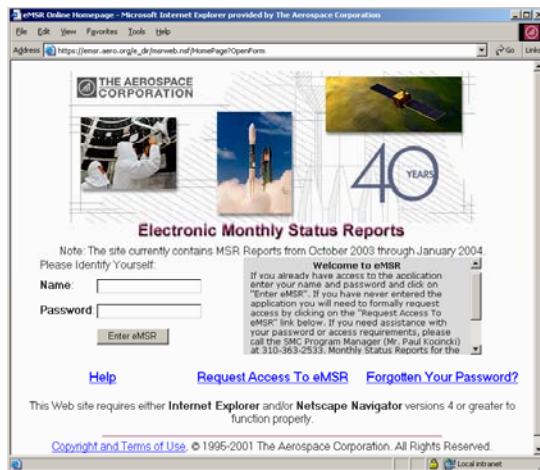 eMSR Online Homepage - Microsoft Internet Explorer provided by The Aerospace Corporation
File Edit View Favorites Tools Help
Address https://emsr.aero.org/e_dir/msrweb.nsf/HomePage?OpenForm Go Links
THE AEROSPACE
CORPORATION
40 YEARS
Electronic Monthly Status Reports
Note: The site currently contains MSR Reports from October 2003 through January 2004.
Please Identify Yourself:
Name:
Password:
Enter eMSR
Welcome to eMSR
If you already have access to the application
enter your name and password and click on
"Enter eMSR". If you have never entered the
application you will need to formally request
access by clicking on the "Request Access To
eMSR" link below. If you need assistance with
your password or access requirements, please
call the SMC Program Manager (Mr. Paul Kocincki)
at 310-363-2533. Monthly Status Reports for the
Help Request Access To eMSR Forgotten Your Password?
This Web site requires either Internet Explorer and/or Netscape Navigator versions 4 or greater to
function properly.
Copyright and Terms of Use. © 1995-2001 The Aerospace Corporation. All Rights Reserved.
Local intranet